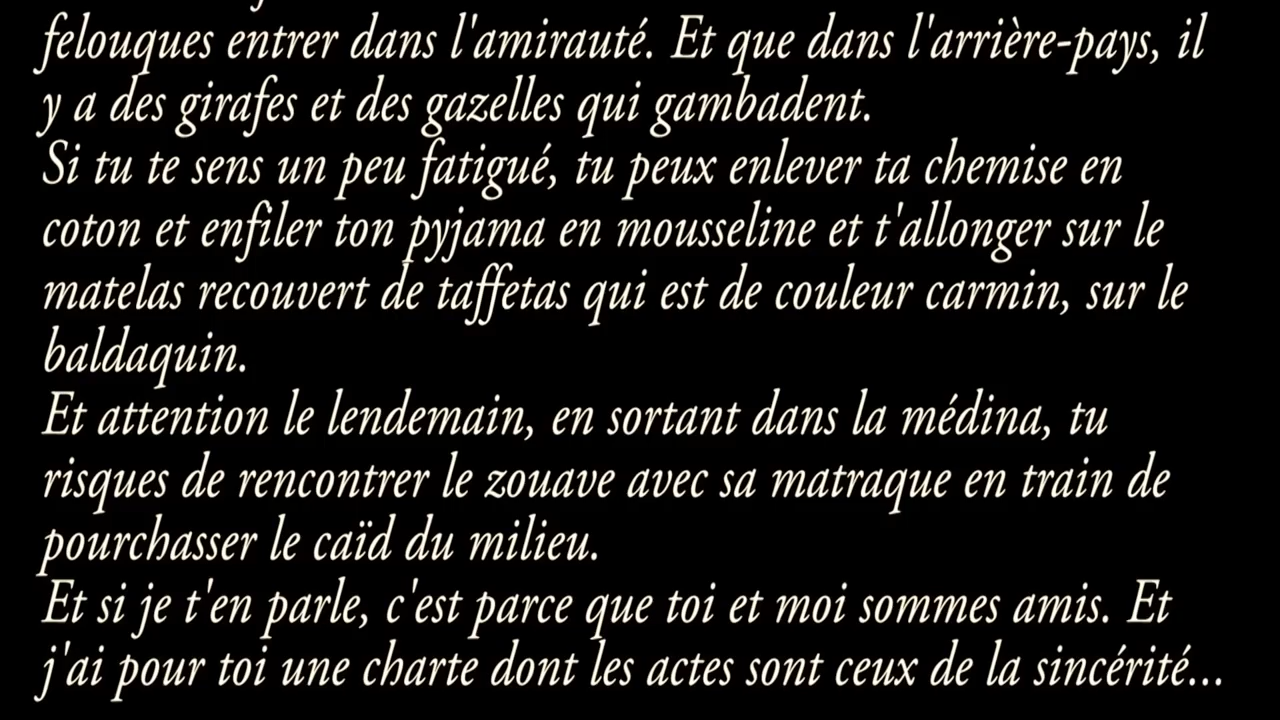 felouques entrer dans l'amirauté. Et que dans l'arrière-pays, il
y a des girafes et des gazelles qui gambadent.
Si tu te sens un peu fatigué, tu peux enlever ta chemise en
coton et enfiler ton pyjama en mousseline et t'allonger sur le
matelas recouvert de taffetas qui est de couleur carmin, sur le
baldaquin.
Et attention le lendemain, en sortant dans la médina, tu
risques de rencontrer le zouave avec sa matraque en train de
pourchasser le caïd du milieu.
Et si je t'en parle, c'est parce que toi et moi sommes amis. Et
j'ai pour toi une charte dont les actes sont ceux de la sincérité...